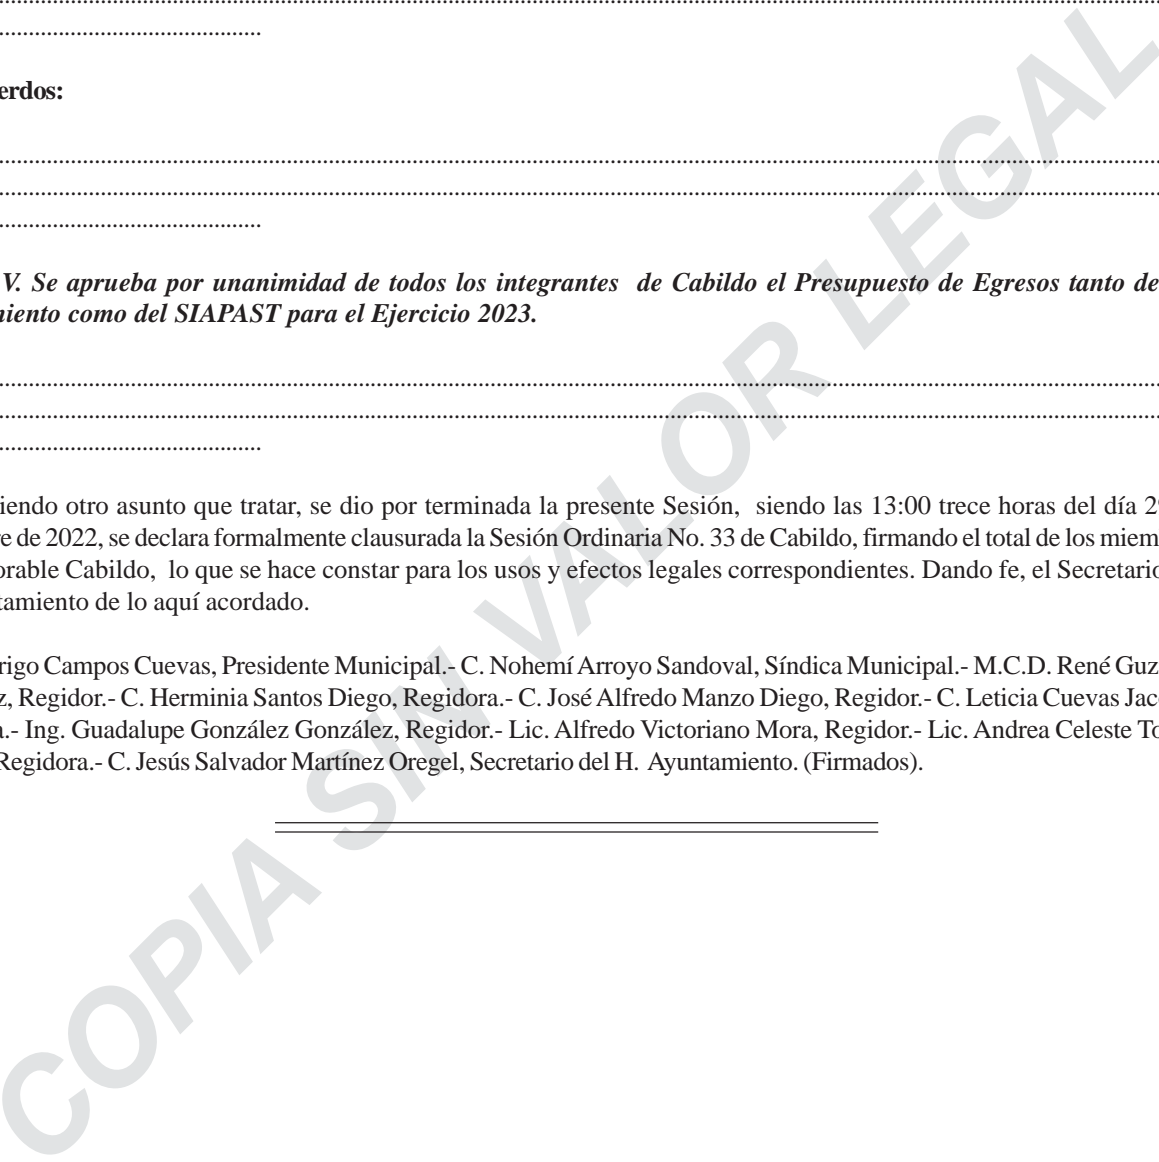 erdos:
V. Se aprueba por unanimidad de todos los integrantes de Cabildo el Presupuesto de Egresos tanto de
miento como del SIAPAST para el Ejercicio 2023.
iendo otro asunto que tratar, se dio por terminada la presente Sesión, siendo las 13:00 trece horas del día 29
re de 2022, se declara formalmente clausurada la Sesión Ordinaria No. 33 de Cabildo, firmando el total de los miem
orable Cabildo, lo que se hace constar para los usos y efectos legales correspondientes. Dando fe, el Secretario
tamiento de lo aquí acordado.
rigo Campos Cuevas, Presidente Municipal.- C. Nohemí Arroyo Sandoval, Síndica Municipal.- M.C.D. René Guz
z, Regidor.- C. Herminia Santos Diego, Regidora.- C. José Alfredo Manzo Diego, Regidor.- C. Leticia Cuevas Jac
a.- Ing. Guadalupe González González, Regidor.- Lic. Alfredo Victoriano Mora, Regidor.- Lic. Andrea Celeste To
Regidora.- C. Jesús Salvador Martínez Oregel, Secretario del H. Ayuntamiento. (Firmados).
COPIA SIN VALOR LEGAL